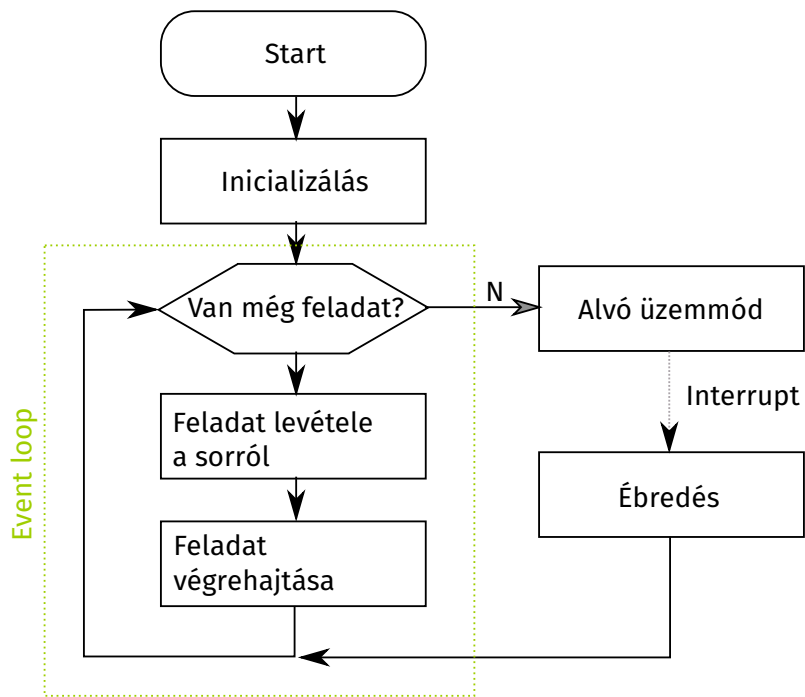 Start
Inicializálás
Van még feladat?
N
Alvó üzemmód
Interrupt
Feladat levétele
a sorról
Ébredés
Feladat
végrehajtása
Event loop